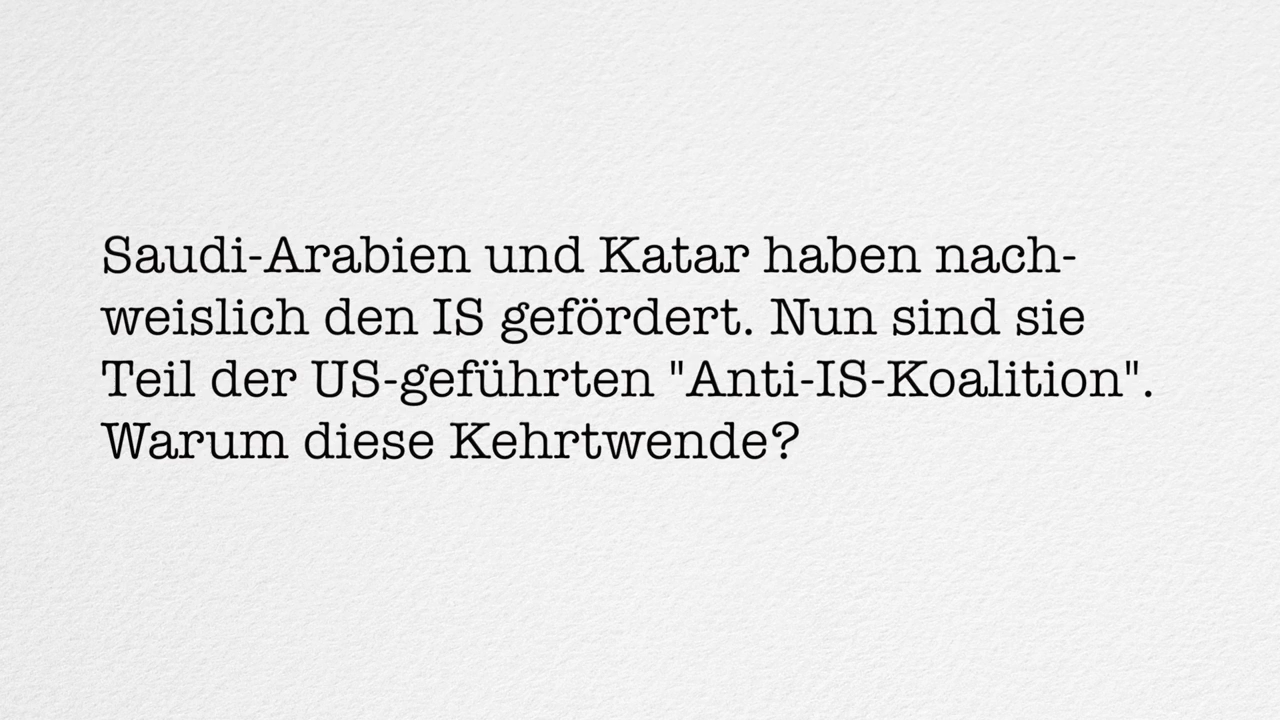 Saudi-Arabien und Katar haben nach-
weislich den IS gefördert. Nun sind sie
Teil der US-geführten "Anti-IS-Koalition".
Warum diese Kehrtwende?